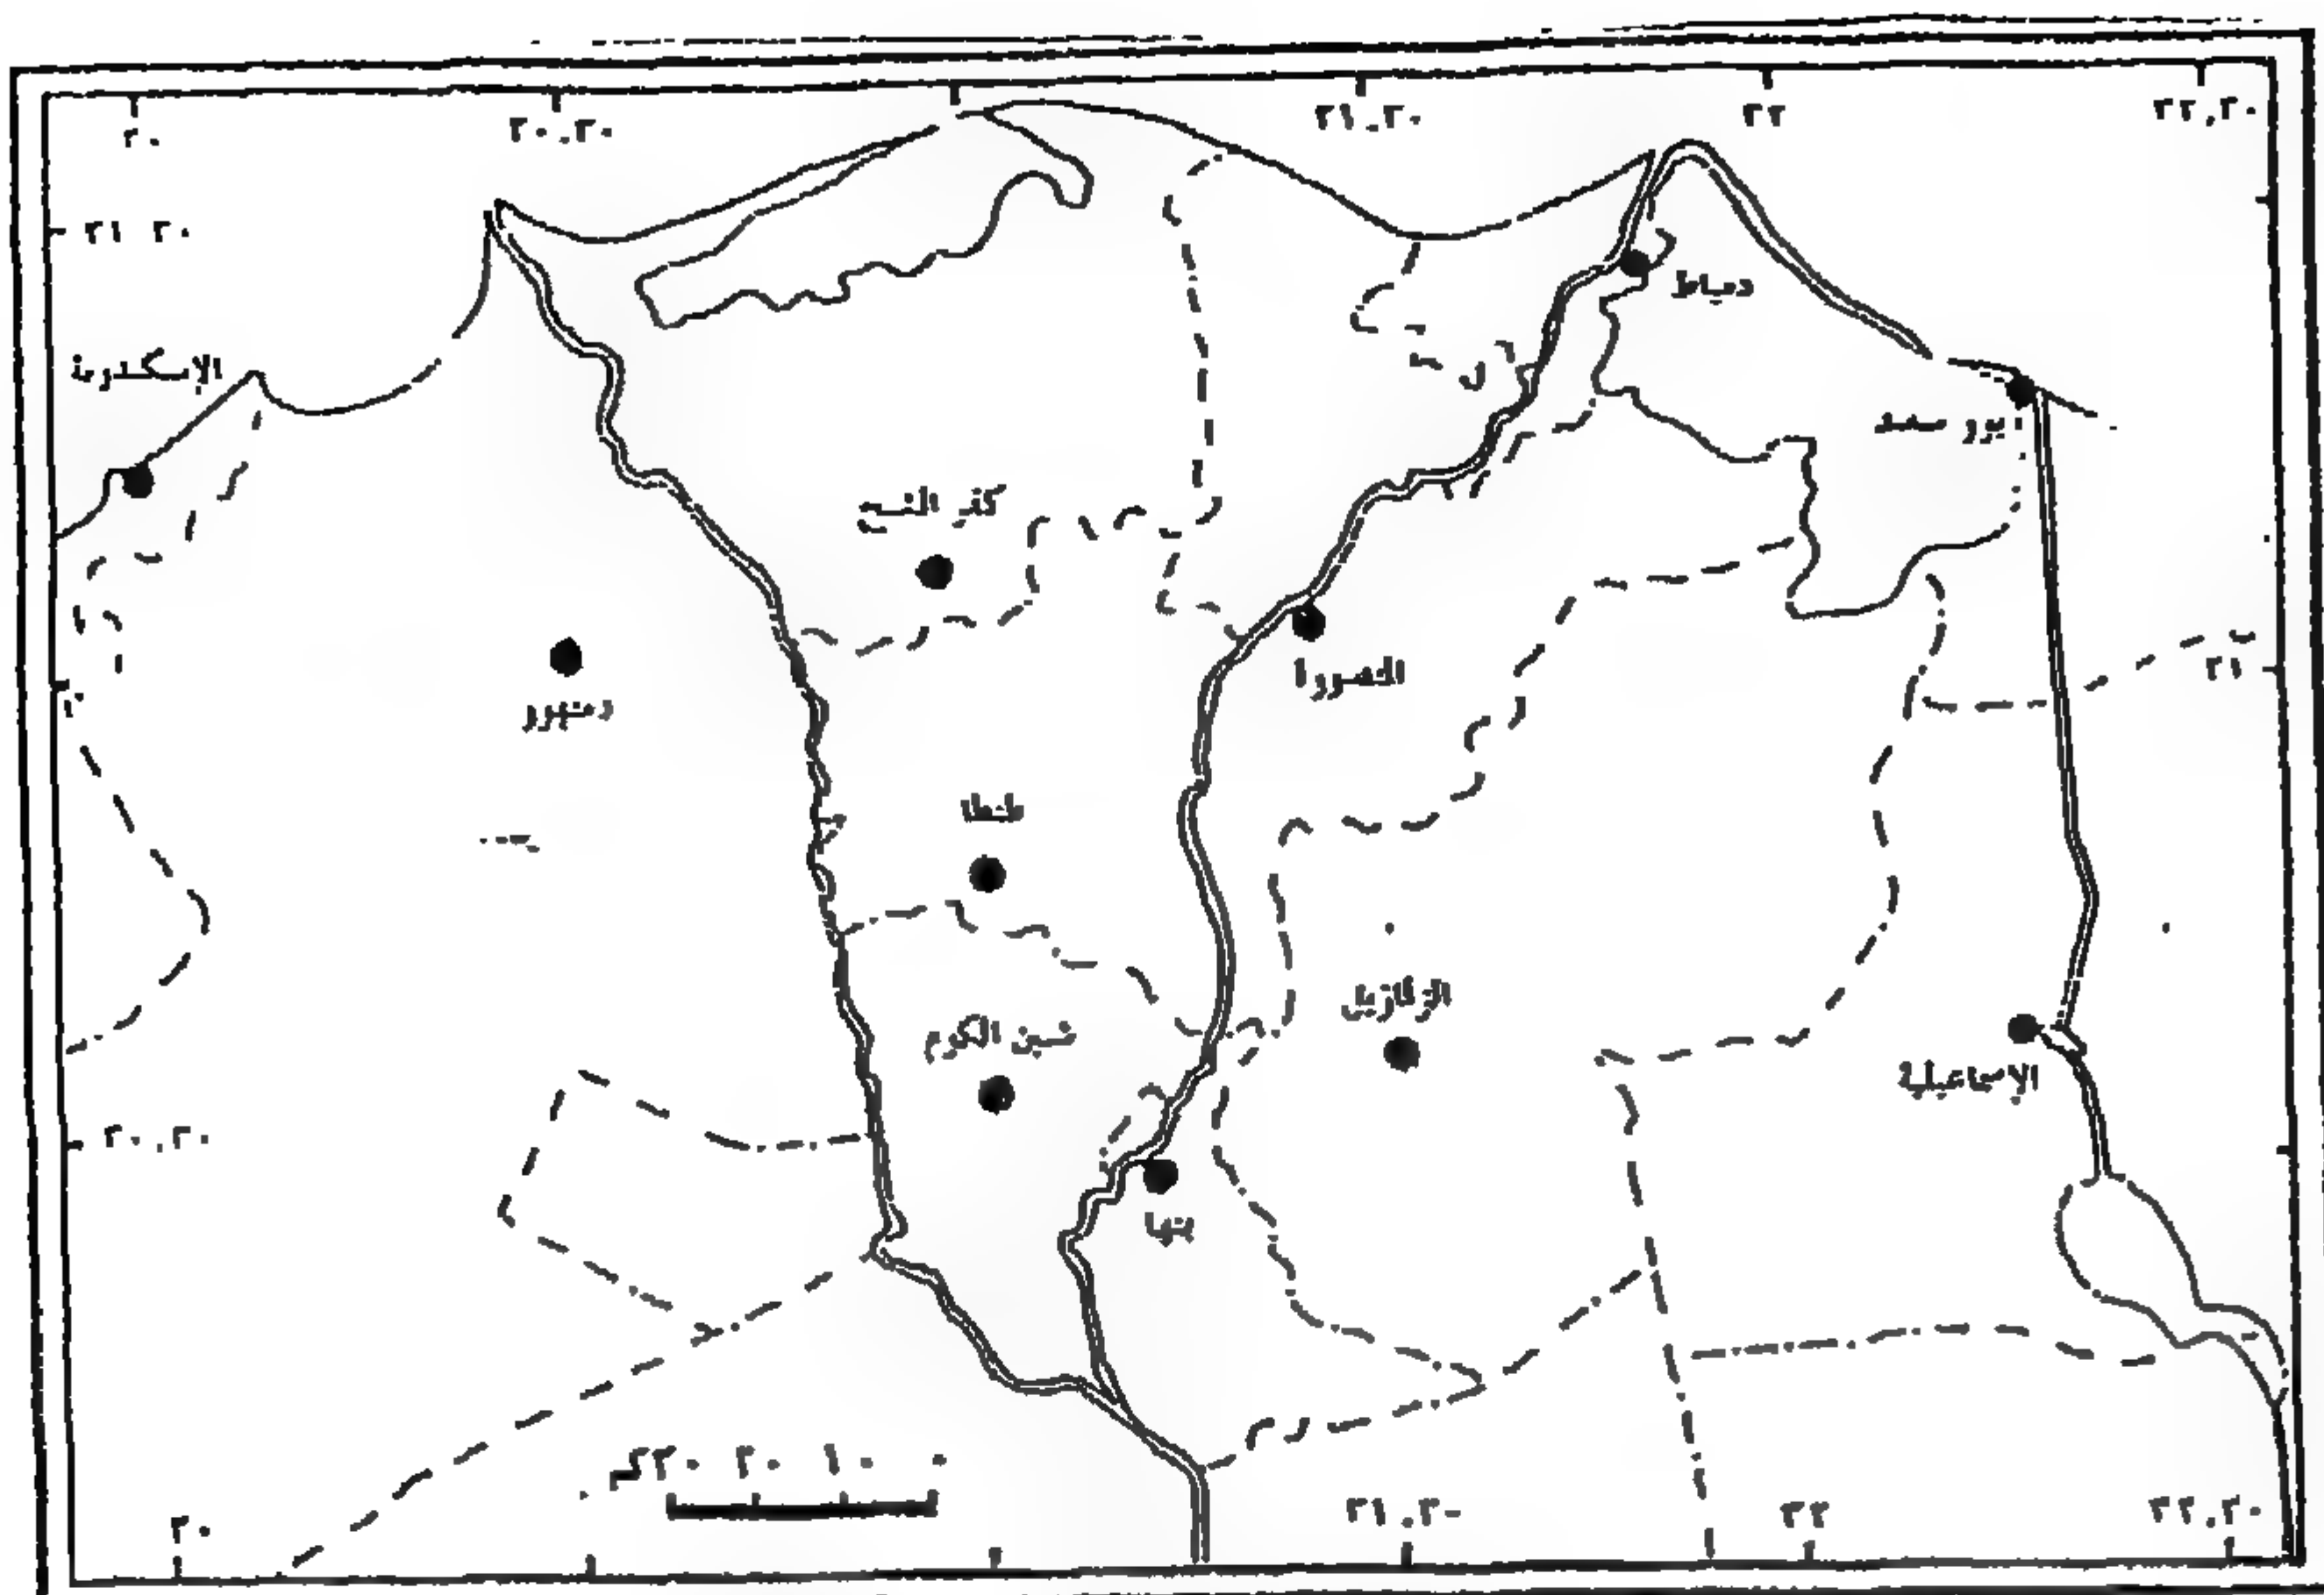 ٣٠
٣٠.٣٠
٣١.٣٠
٣٢
٣٢.٣٠
٣١ ٣٠
دمياط
الإسكندرية
بور سعيد
كفر الشيخ
المنصورة
٣١
دمنهور
طنطا
الزقازيق
شبين الكوم
الإسماعيلية
٣٠.٣٠
بنها
٣٠ ٢٠ ١٠ ٠
٣٠
٣١.٣٠
٣٢
٣٢.٣٠